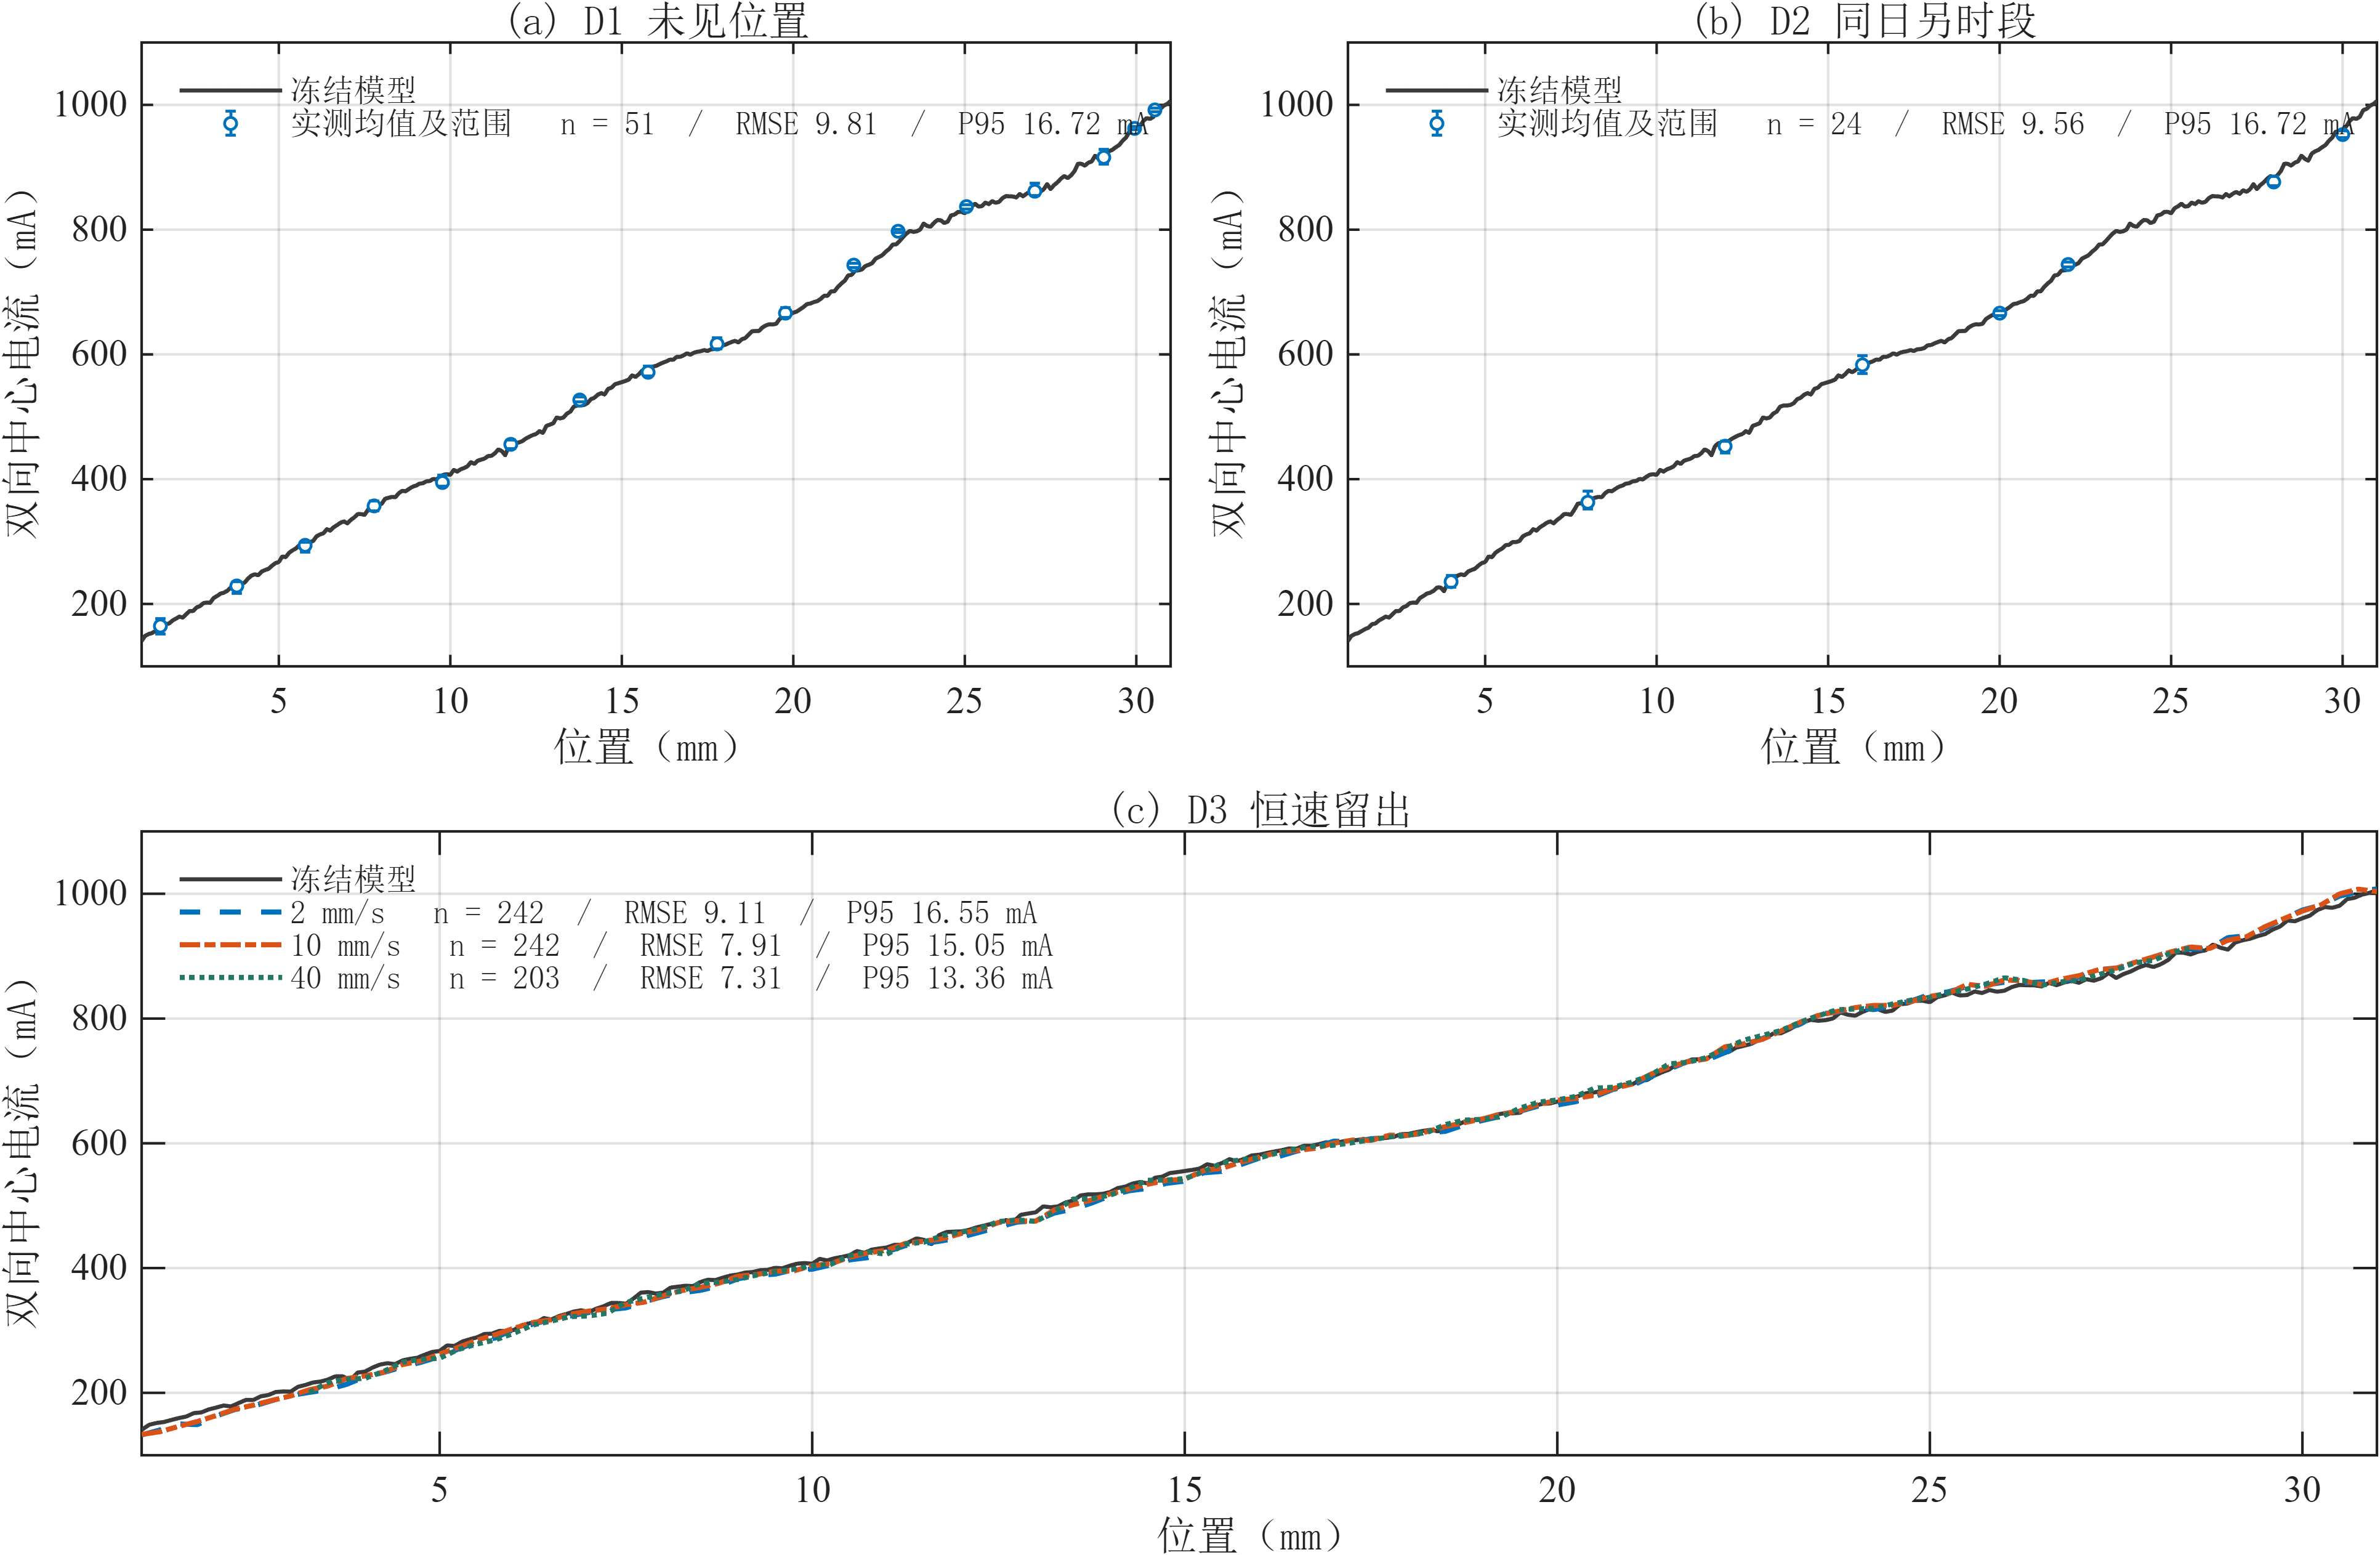 (a) D1 未见位置
冻结模型
实测均值及范围 n = 51 / RMSE 9.81 / P95 16.72 mA
1000
800
600
400
200
双向中心电流（mA）
5 10 15 20 25 30
位置（mm）
(b) D2 同日另时段
冻结模型
实测均值及范围 n = 24 / RMSE 9.56 / P95 16.72 mA
1000
800
600
400
200
双向中心电流（mA）
5 10 15 20 25 30
位置（mm）
(c) D3 恒速留出
冻结模型
2 mm/s n = 242 / RMSE 9.11 / P95 16.55 mA
10 mm/s n = 242 / RMSE 7.91 / P95 15.05 mA
40 mm/s n = 203 / RMSE 7.31 / P95 13.36 mA
1000
800
600
400
200
双向中心电流（mA）
5 10 15 20 25 30
位置（mm）